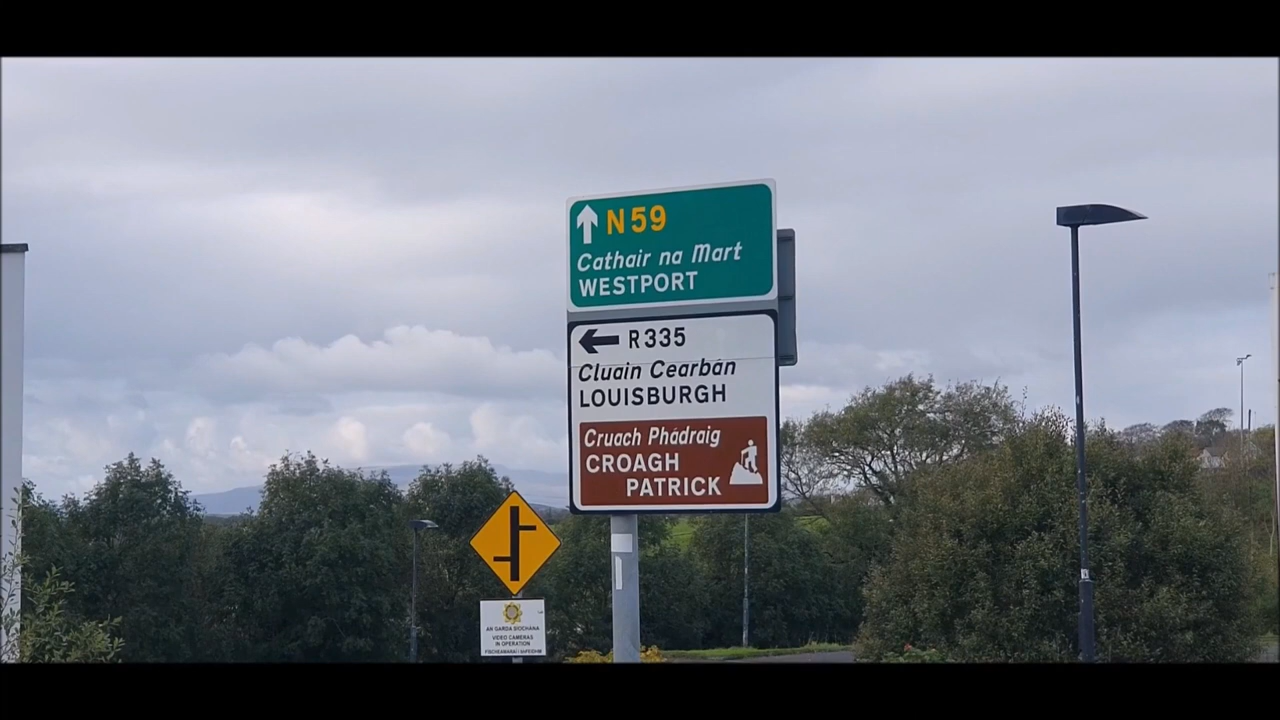 N59
Cathair na Mart
WESTPORT
R335
Cluain Cearbán
LOUISBURGH
Cruach Phádraig
CROAGH
PATRICK
AN GARDA SIOCHANA
VIDEO CAMERAS
IN OPERATION